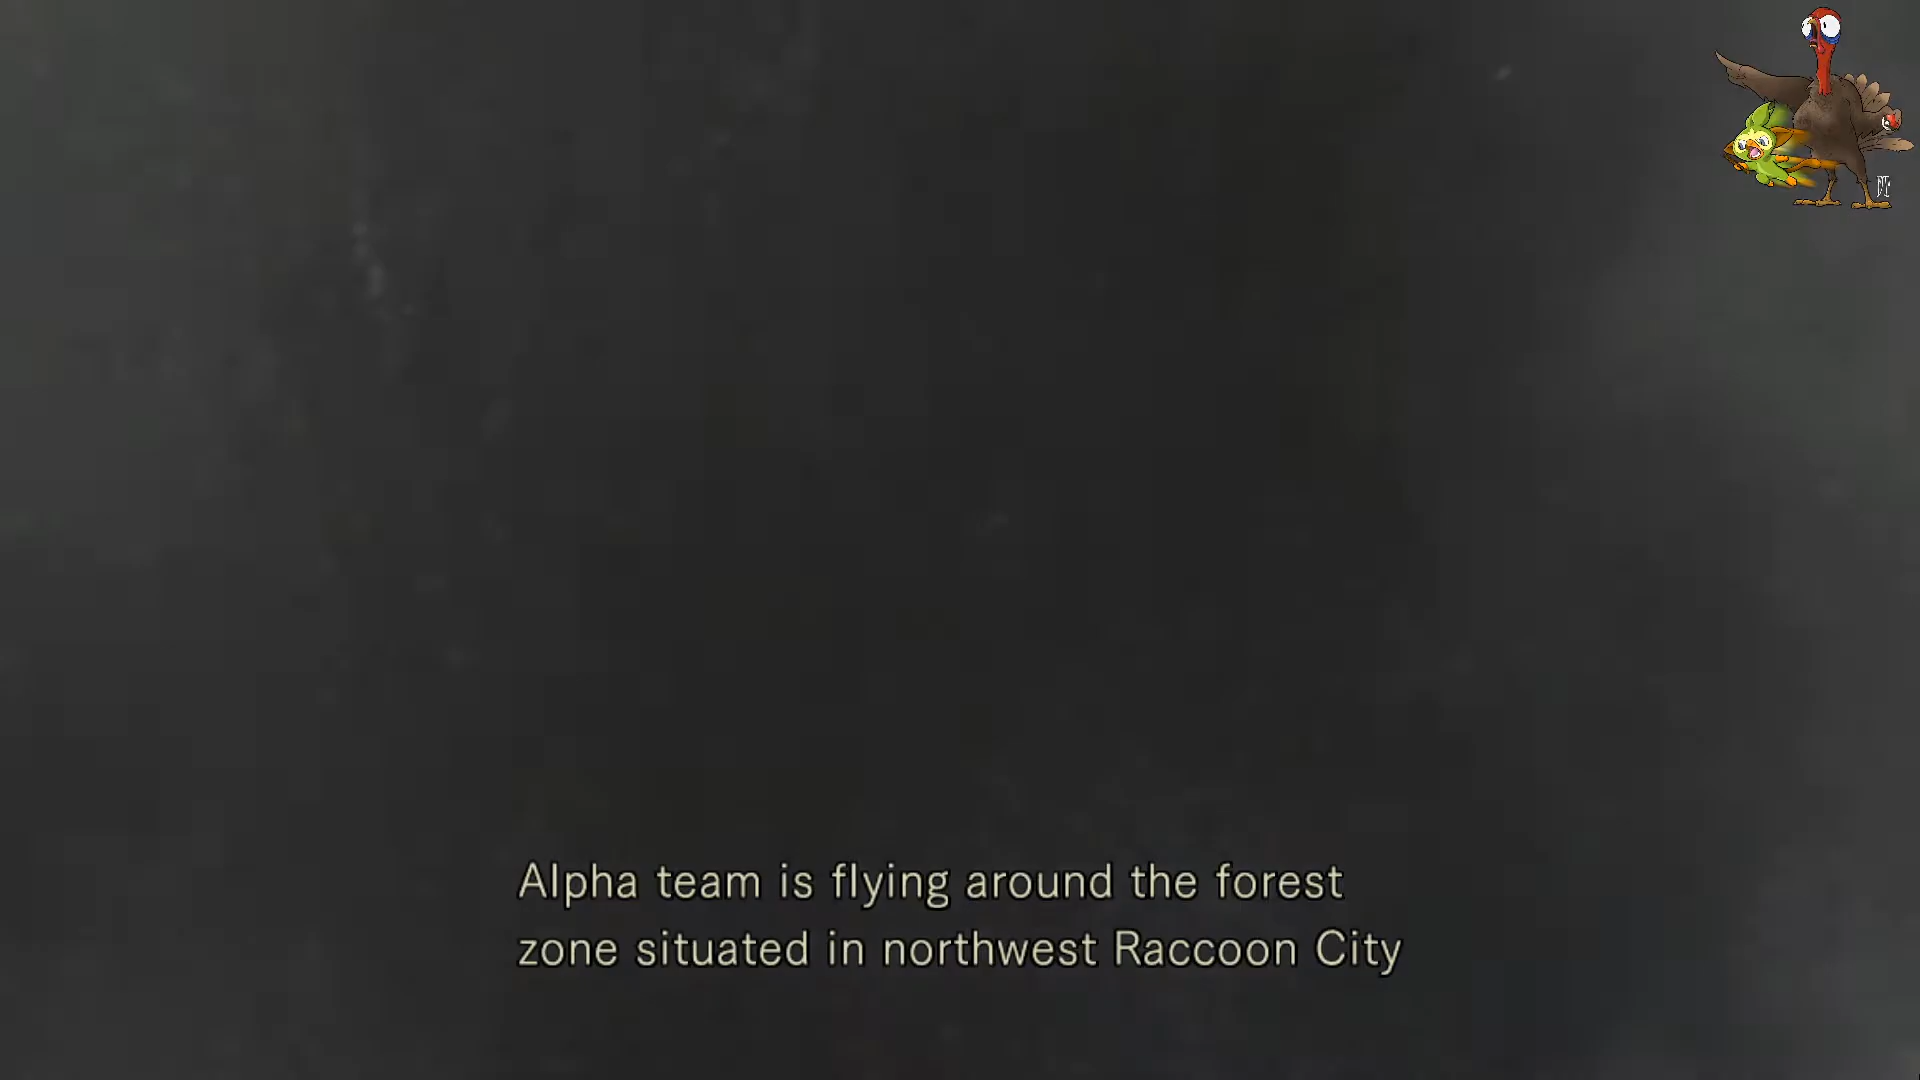 Alpha team is flying around the forest
zone situated in northwest Raccoon City